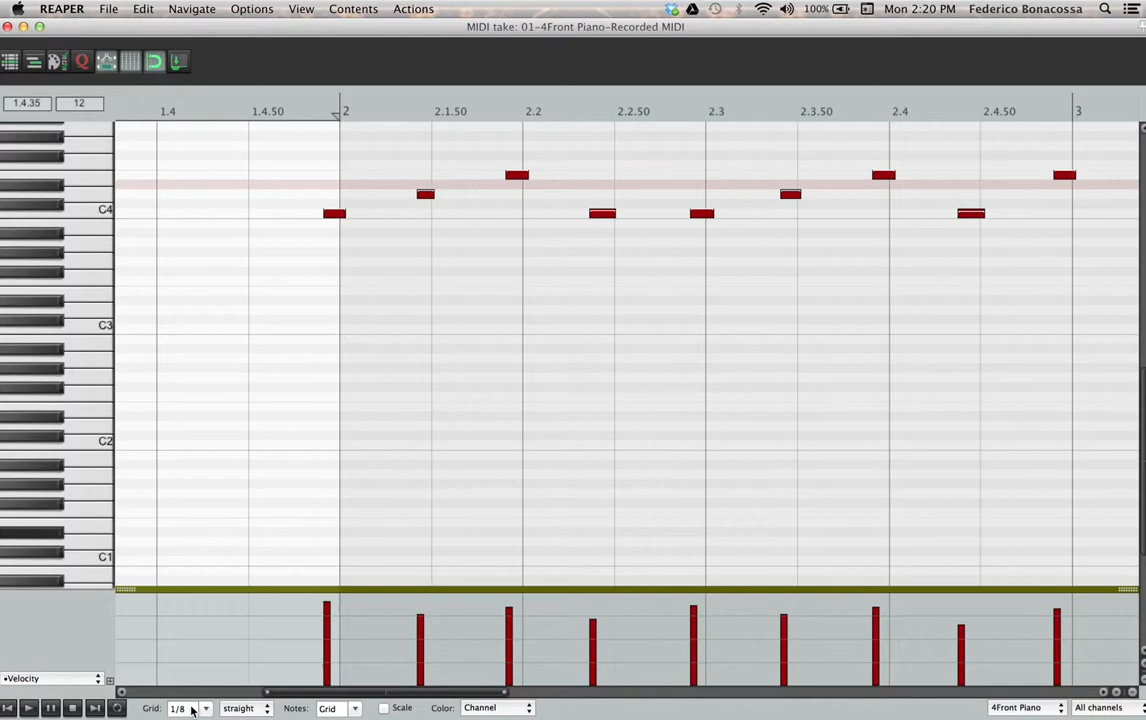 REAPER File Edit Navigate Options View Contents Actions 100% Mon 2:20 PM Federico Bonacossa
MIDI take: 01-4Front Piano-Recorded MIDI
Q
1.4.35 12 1.4 1.4.50 2 2.1.50 2.2 2.2.50 2.3 2.3.50 2.4 2.4.50 3
C4
C3
C2
C1
•Velocity
Grid: 1/8 straight Notes: Grid Scale Color: Channel 4Front Piano All channels